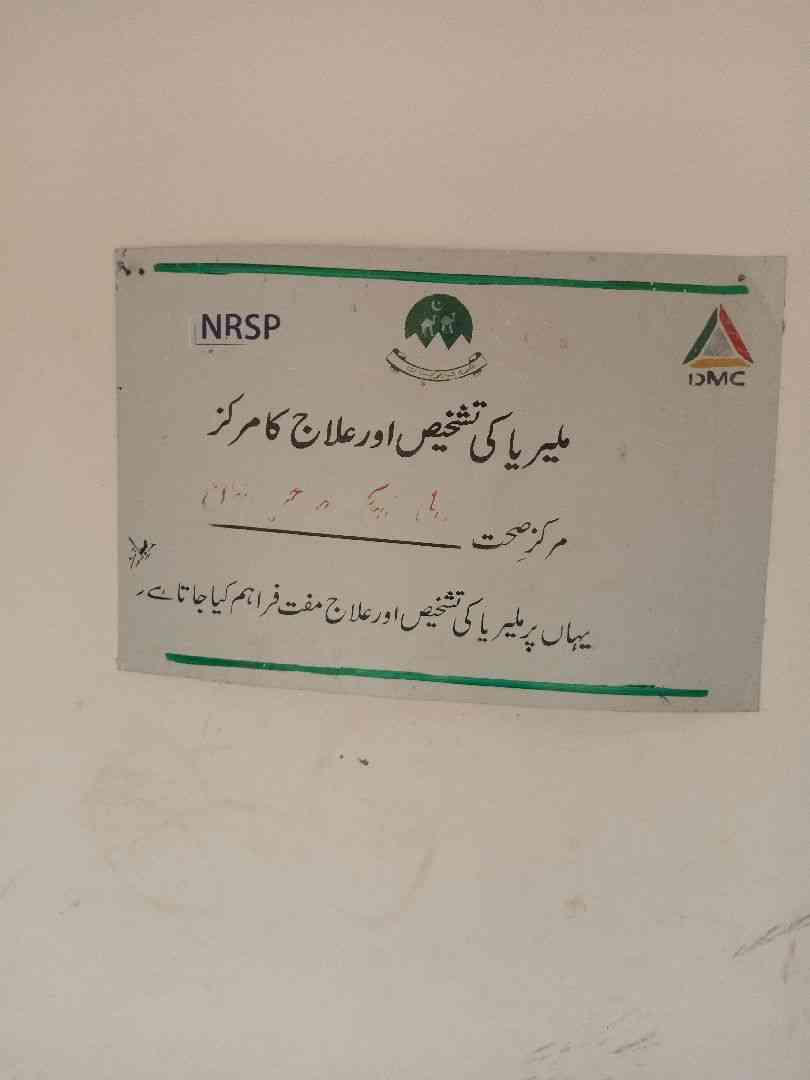 NRSP
DMC
ملیریا کی تشخیص اور علاج کا مرکز
مرکزِ صحت
یہاں پر ملیریا کی تشخیص اور علاج مفت فراہم کیا جاتا ہے۔